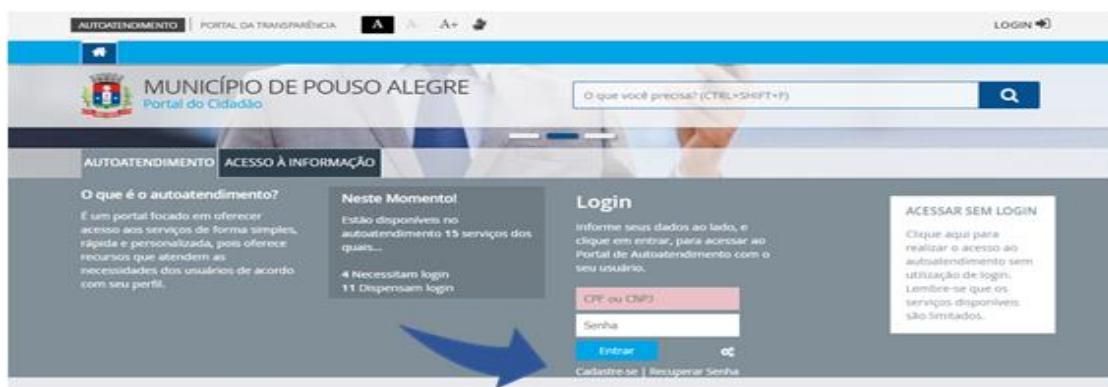 AUTOATENDIMENTO | PORTAL DA TRANSPARÊNCIA A A- A+ LOGIN
MUNICÍPIO DE POUSO ALEGRE
Portal do Cidadão
O que você precisa? (CTRL+SHIFT+F)
AUTOATENDIMENTO ACESSO À INFORMAÇÃO
O que é o autoatendimento?
É um portal focado em oferecer
acesso aos serviços de forma simples,
rápida e personalizada, pois oferece
recursos que atendem as
necessidades dos usuários de acordo
com seu perfil.
Neste Momento!
Estão disponíveis no
autoatendimento 15 serviços dos
quais...
4 Necessitam login
11 Dispensam login
Login
Informe seus dados ao lado, e
clique em entrar, para acessar ao
Portal de Autoatendimento com o
seu usuário.
CPF ou CNPJ
Senha
Entrar
Cadastre-se | Recuperar Senha
ACESSAR SEM LOGIN
Clique aqui para
realizar o acesso ao
autoatendimento sem
utilização de login.
Lembre-se que os
serviços disponíveis
são limitados.